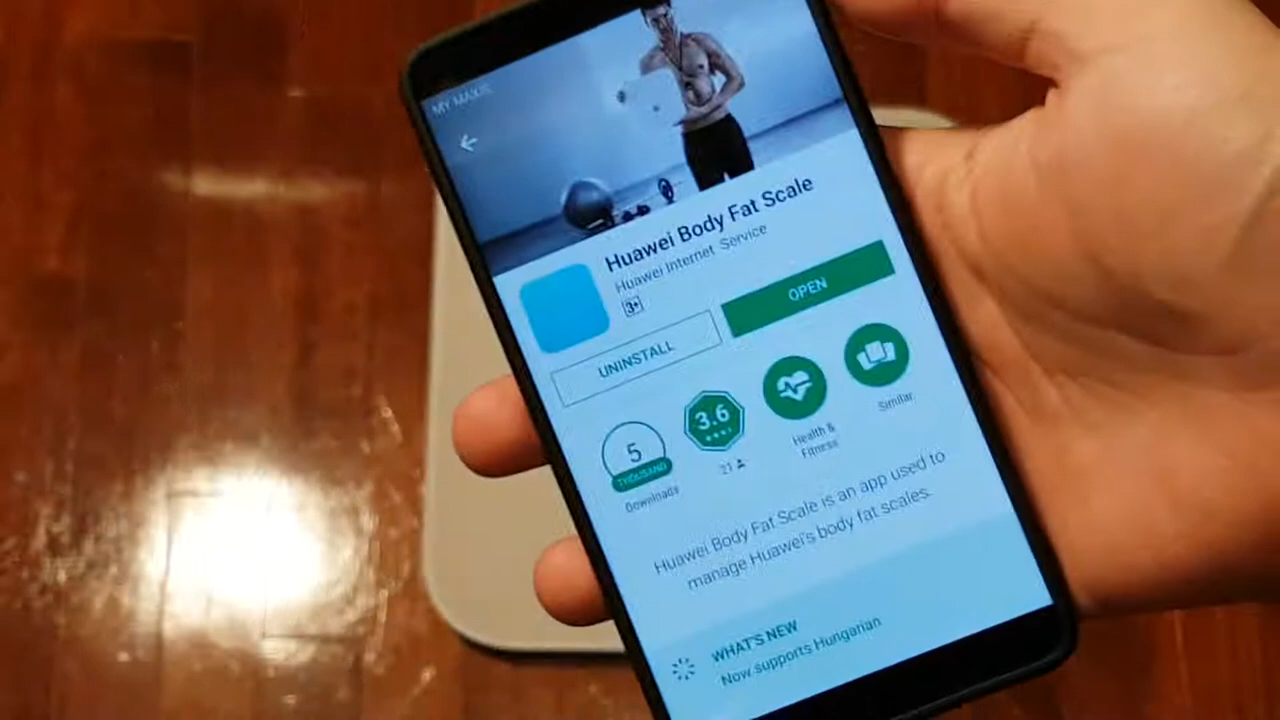 MY MAXIS
Huawei Body Fat Scale
Huawei Internet Service
3+
UNINSTALL
OPEN
5
THOUSAND
Downloads
3.6
21
Health &
Fitness
Similar
Huawei Body Fat Scale is an app used to
manage Huawei's body fat scales.
WHAT'S NEW
Now supports Hungarian